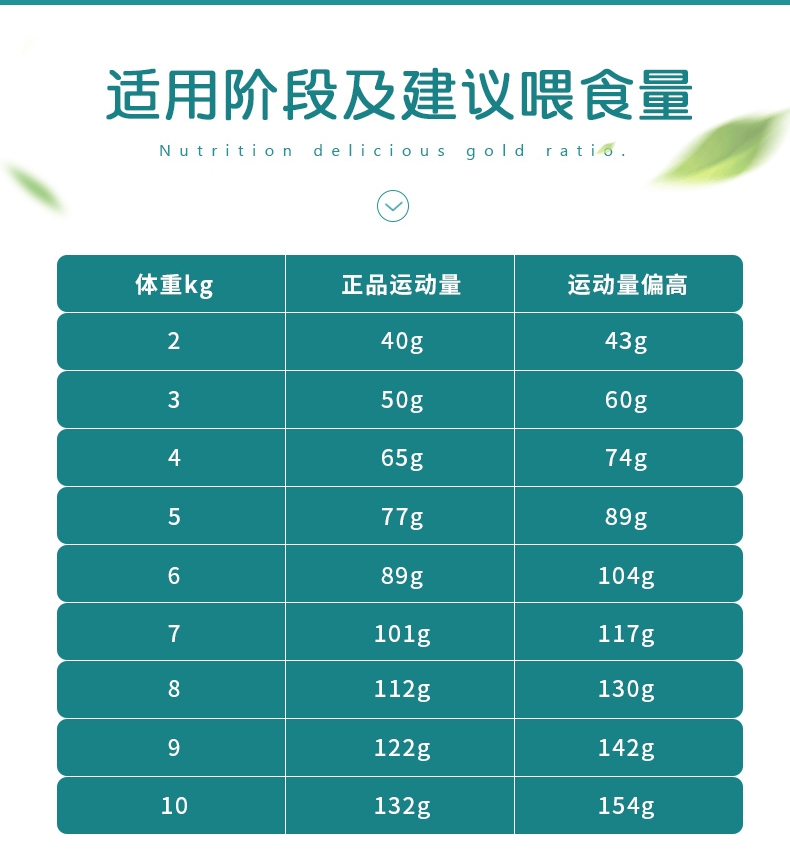 适用阶段及建议喂食量
Nutrition delicious gold ratio.
体重kg 正品运动量 运动量偏高
2 40g 43g
3 50g 60g
4 65g 74g
5 77g 89g
6 89g 104g
7 101g 117g
8 112g 130g
9 122g 142g
10 132g 154g